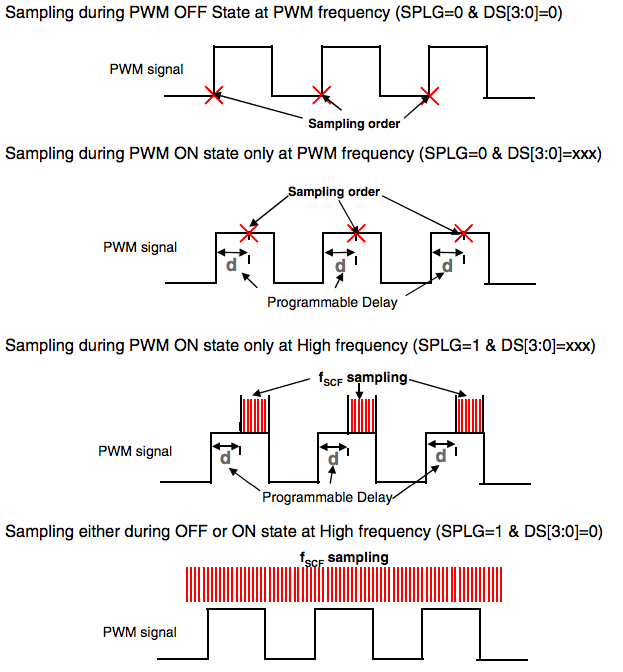 Sampling during PWM OFF State at PWM frequency (SPLG=0 & DS[3:0]=0)
PWM signal
Sampling order
Sampling during PWM ON state only at PWM frequency (SPLG=0 & DS[3:0]=xxx)
Sampling order
PWM signal
d d d
Programmable Delay
Sampling during PWM ON state only at High frequency (SPLG=1 & DS[3:0]=xxx)
fSCF sampling
PWM signal
d d d
Programmable Delay
Sampling either during OFF or ON state at High frequency (SPLG=1 & DS[3:0]=0)
fSCF sampling
PWM signal